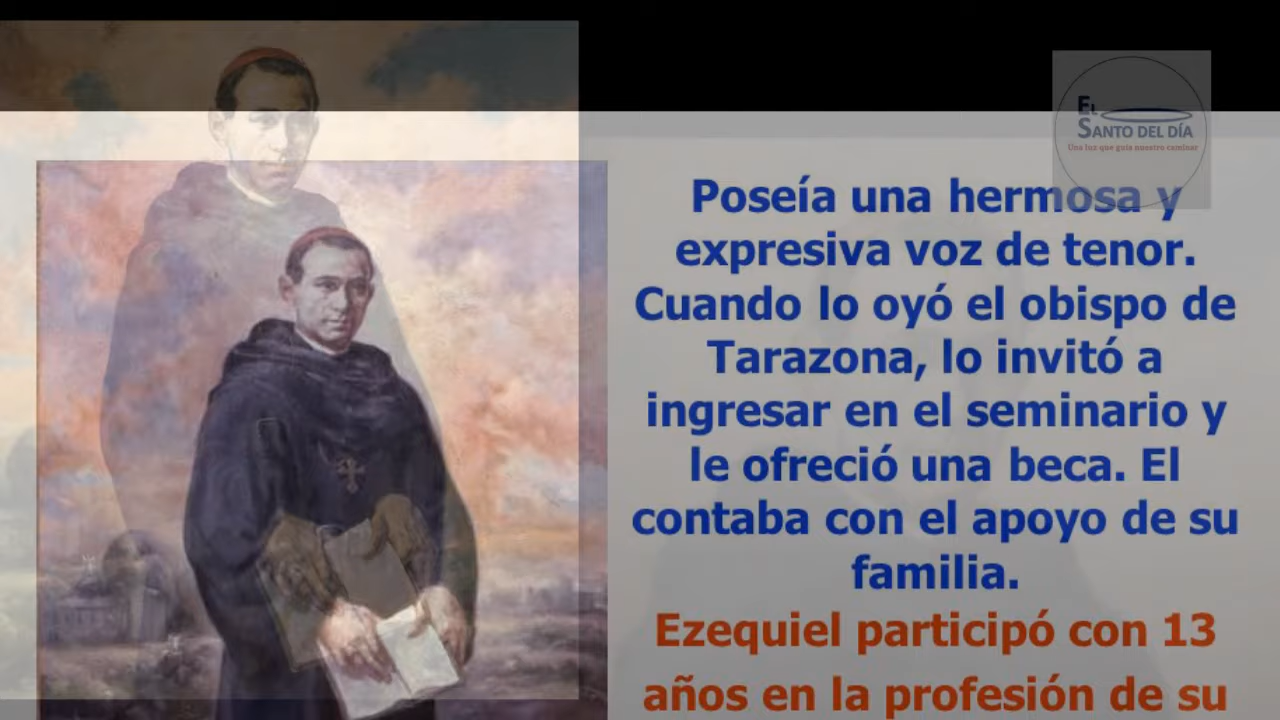 EL
SANTO DEL DÍA
Una luz que guía nuestro caminar
Poseía una hermosa y
expresiva voz de tenor.
Cuando lo oyó el obispo de
Tarazona, lo invitó a
ingresar en el seminario y
le ofreció una beca. El
contaba con el apoyo de su
familia.
Ezequiel participó con 13
años en la profesión de su